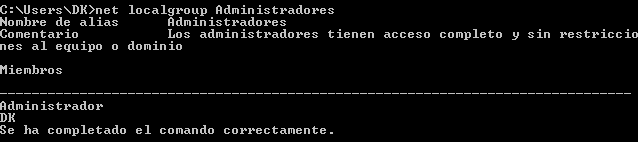 C:\Users\DK>net localgroup Administradores
Nombre de alias     Administradores
Comentario          Los administradores tienen acceso completo y sin restriccio
nes al equipo o dominio
Miembros
-------------------------------------------------------------------------------
Administrador
DK
Se ha completado el comando correctamente.